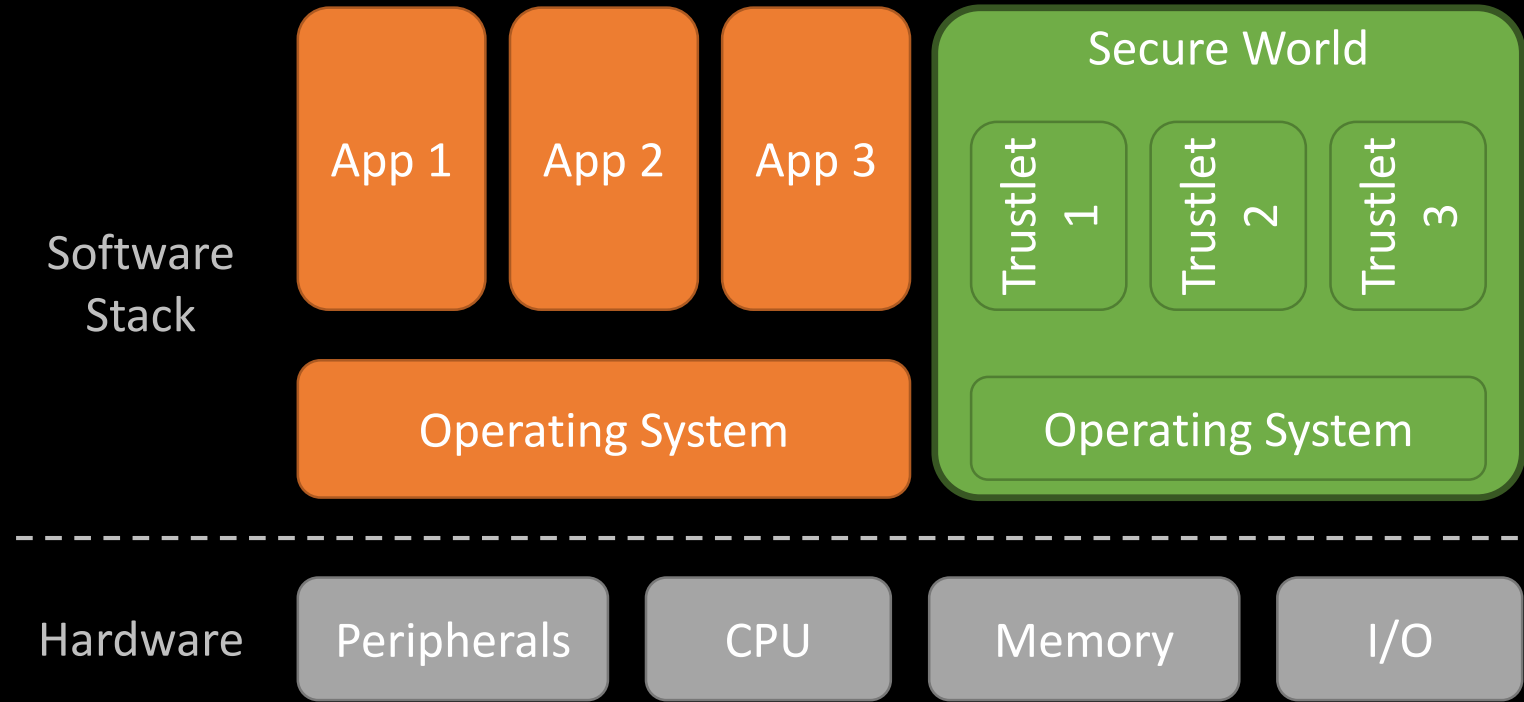 Software
Stack
App 1
App 2
App 3
Operating System
Secure World
Trustlet
1
Trustlet
2
Trustlet
3
Operating System
Hardware
Peripherals
CPU
Memory
I/O